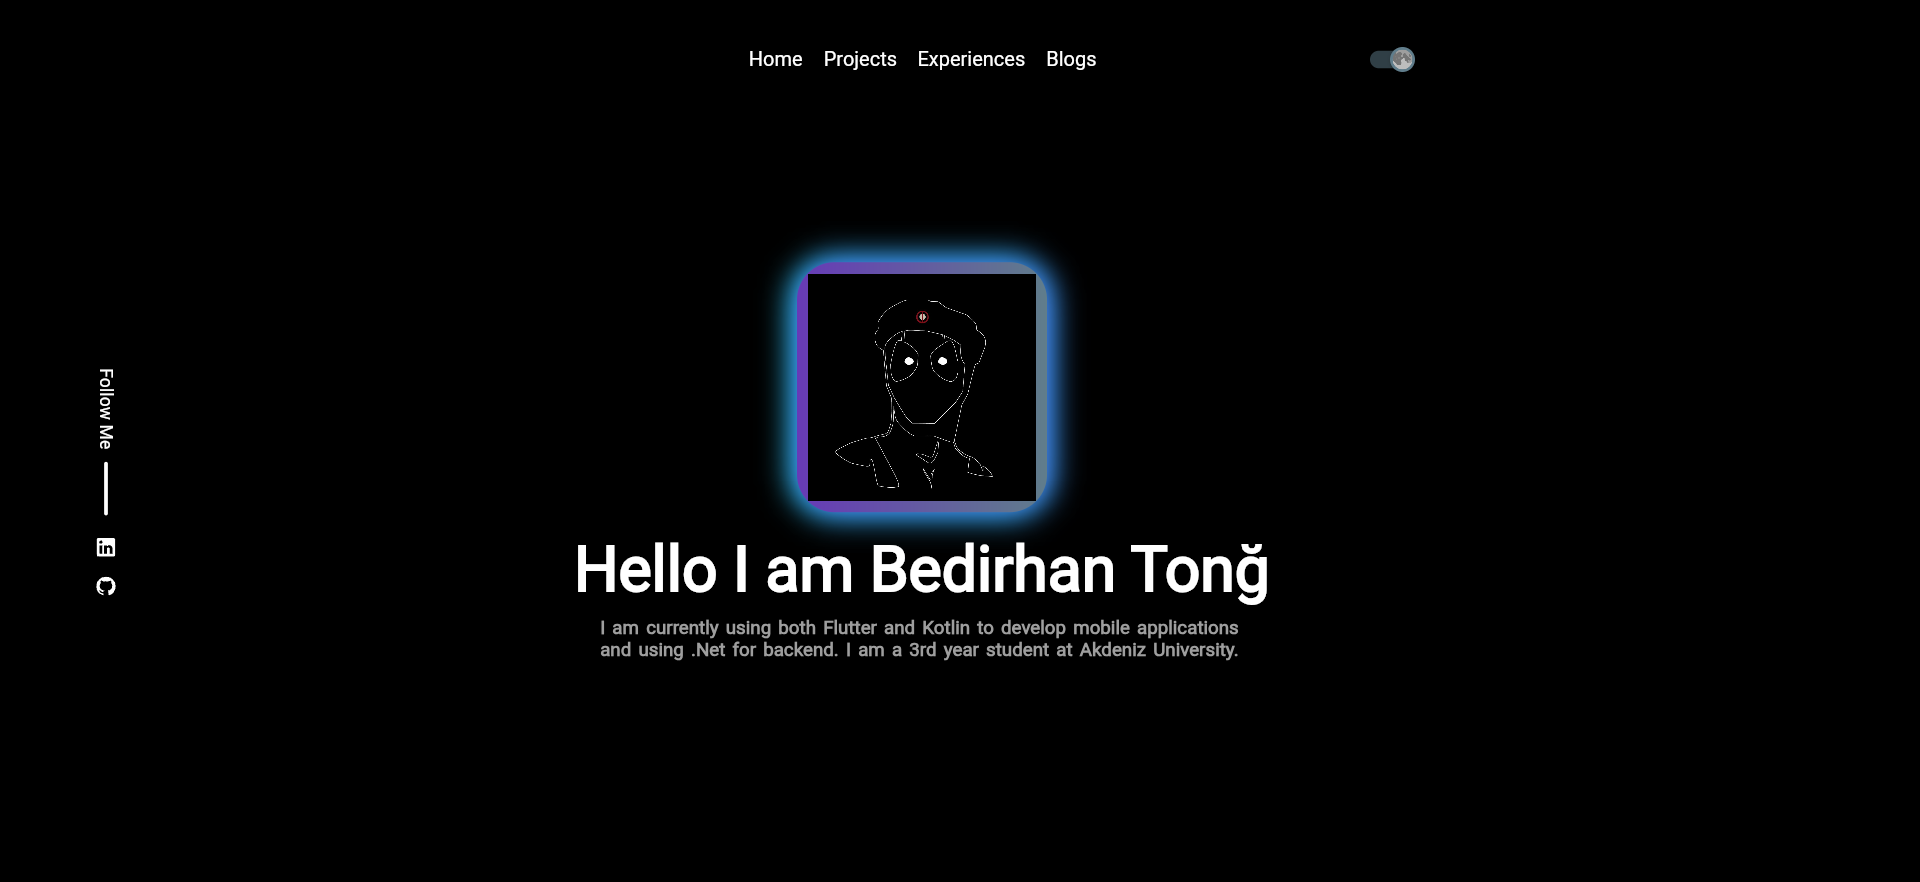 Home Projects Experiences Blogs
Follow Me
Hello I am Bedirhan Tonğ
I am currently using both Flutter and Kotlin to develop mobile applications
and using .Net for backend. I am a 3rd year student at Akdeniz University.